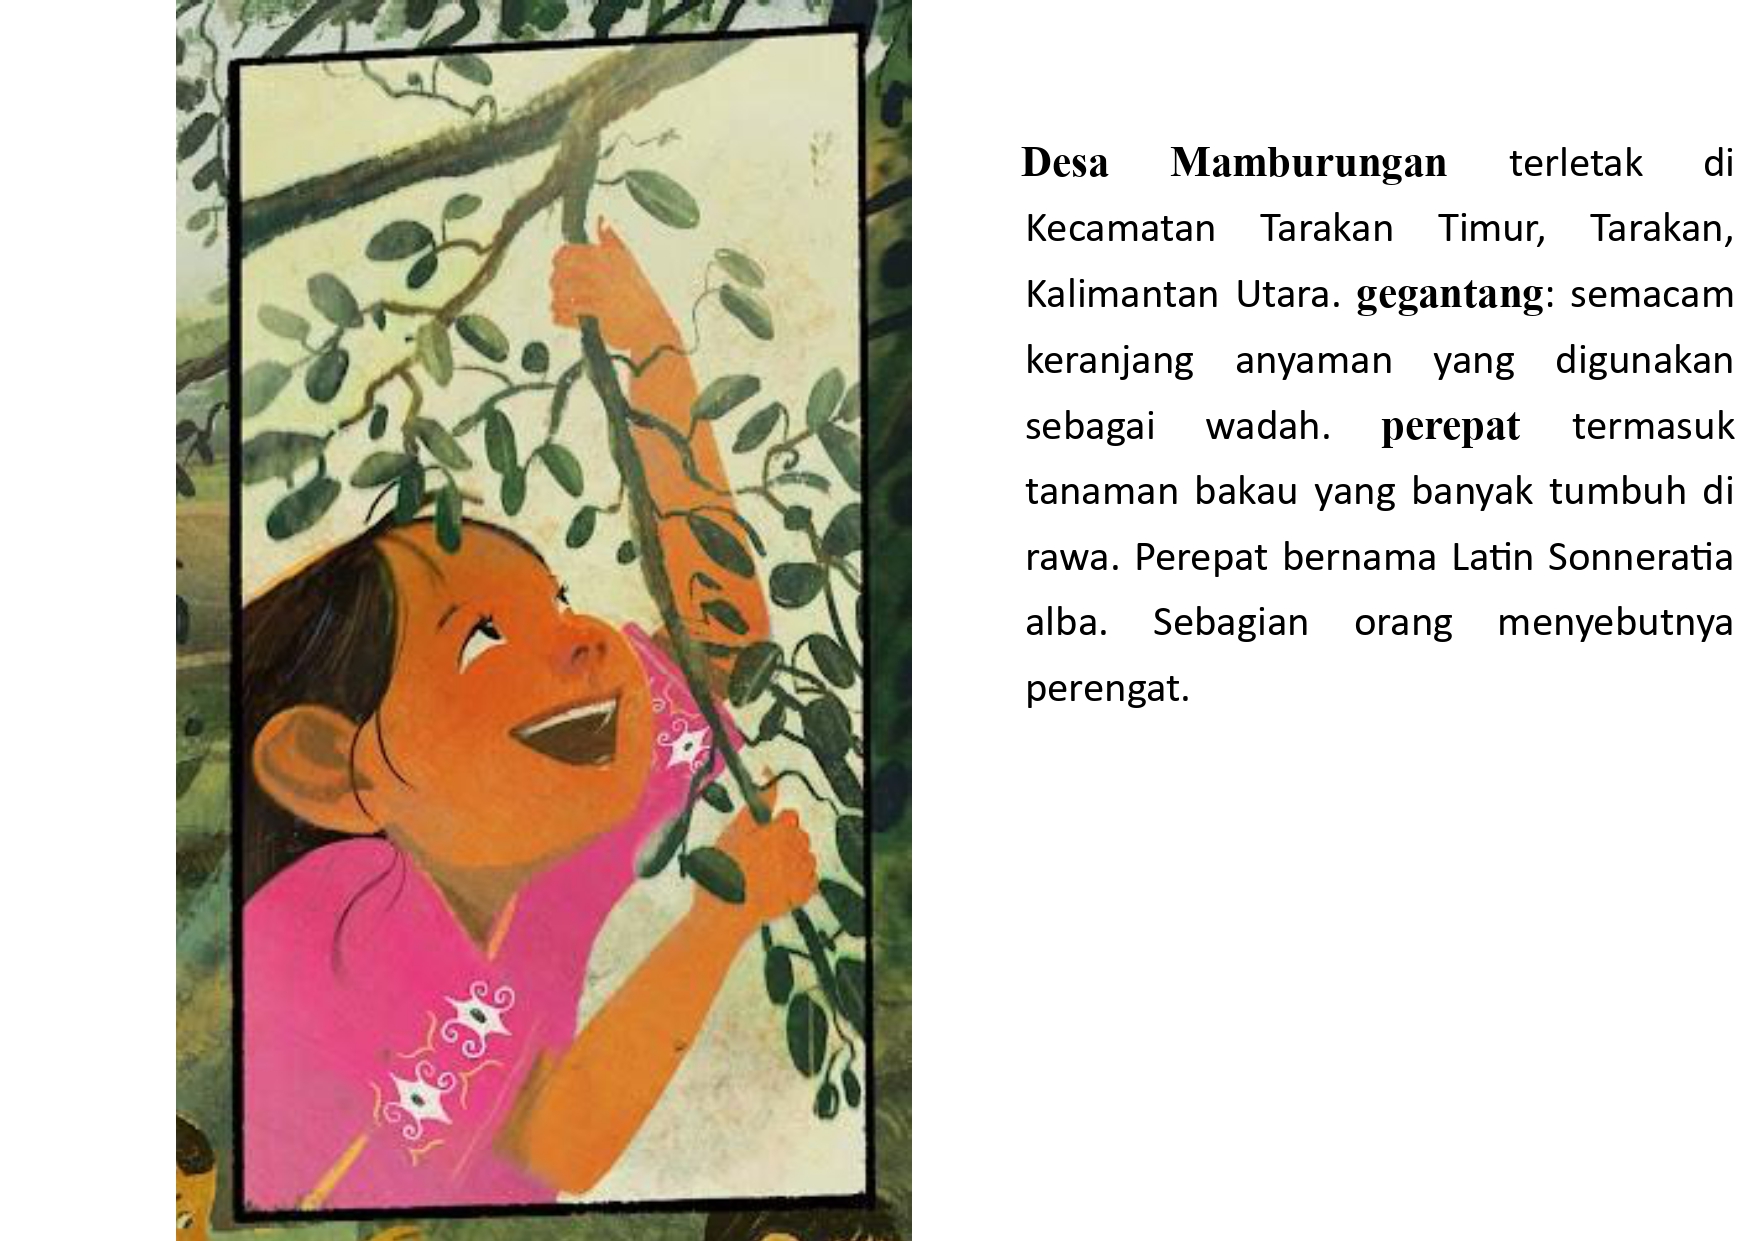 Desa Mamburungan terletak di
Kecamatan Tarakan Timur, Tarakan,
Kalimantan Utara. gegantang: semacam
keranjang anyaman yang digunakan
sebagai wadah. perepat termasuk
tanaman bakau yang banyak tumbuh di
rawa. Perepat bernama Latin Sonneratia
alba. Sebagian orang menyebutnya
perengat.